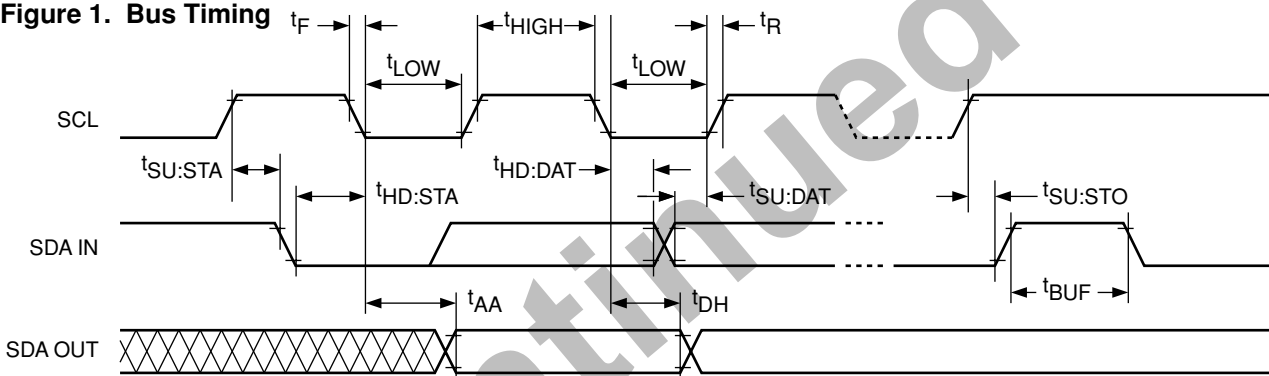 Figure 1. Bus Timing
tF
tHIGH
tR
tLOW
tLOW
SCL
tSU:STA
tHD:STA
tHD:DAT
tSU:DAT
tSU:STO
SDA IN
tBUF
tAA
tDH
SDA OUT
tinued